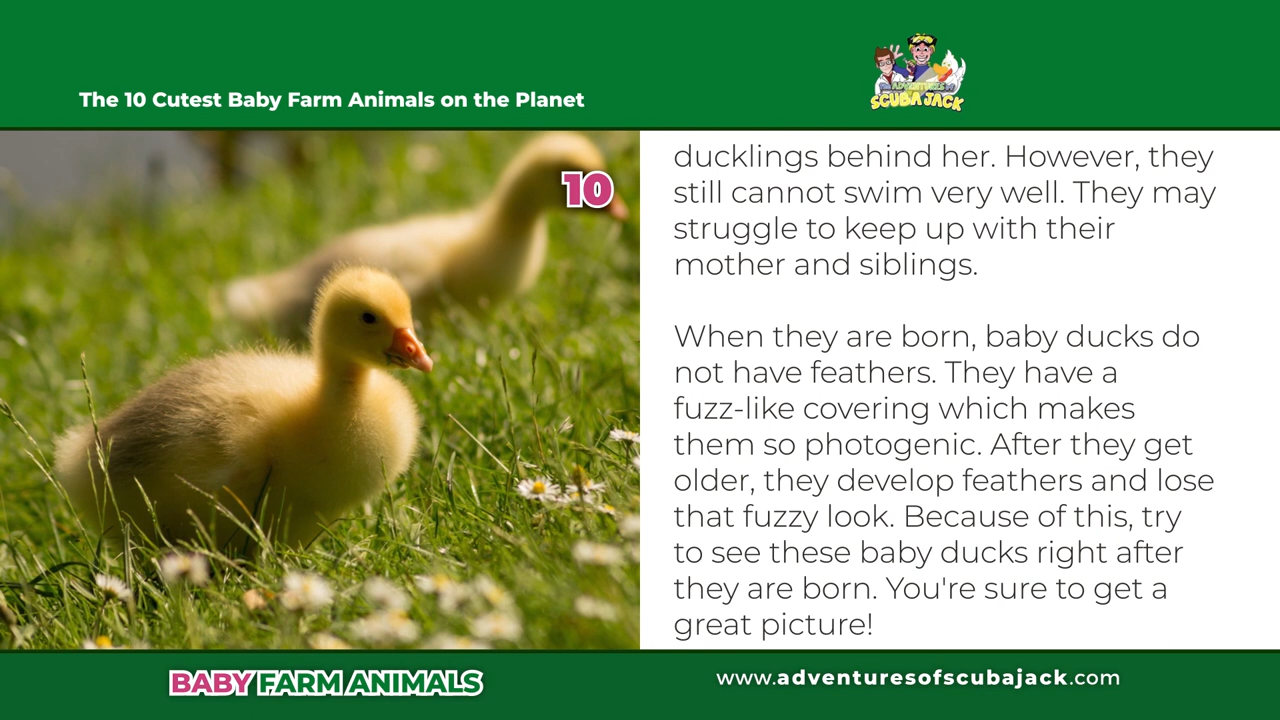 The 10 Cutest Baby Farm Animals on the Planet
THE ADVENTURES OF
SCUBA JACK
10
ducklings behind her. However, they
still cannot swim very well. They may
struggle to keep up with their
mother and siblings.
When they are born, baby ducks do
not have feathers. They have a
fuzz-like covering which makes
them so photogenic. After they get
older, they develop feathers and lose
that fuzzy look. Because of this, try
to see these baby ducks right after
they are born. You're sure to get a
great picture!
BABY FARM ANIMALS
www.adventuresofscubajack.com